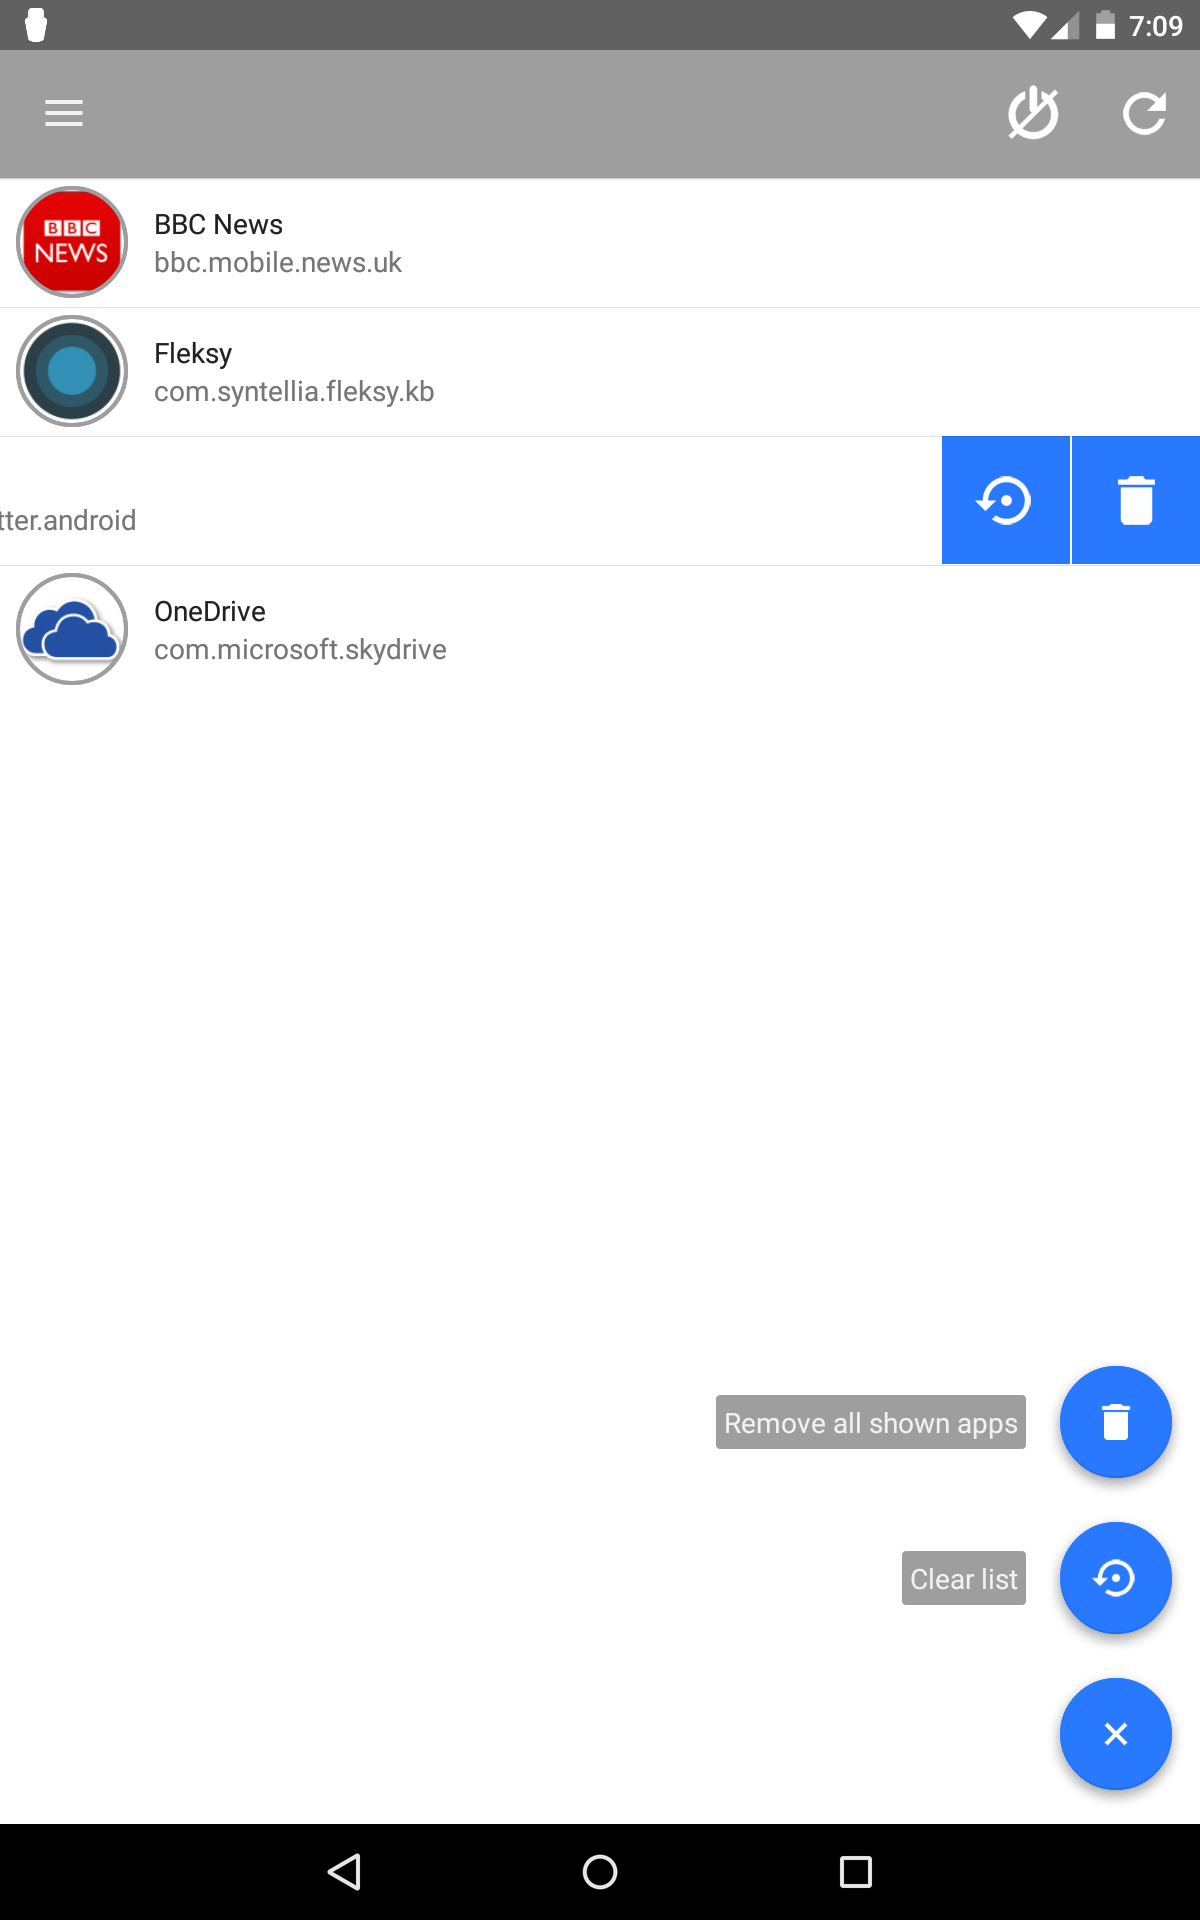 7:09
BBC
NEWS
BBC News
bbc.mobile.news.uk
Fleksy
com.syntellia.fleksy.kb
tter.android
OneDrive
com.microsoft.skydrive
Remove all shown apps
Clear list